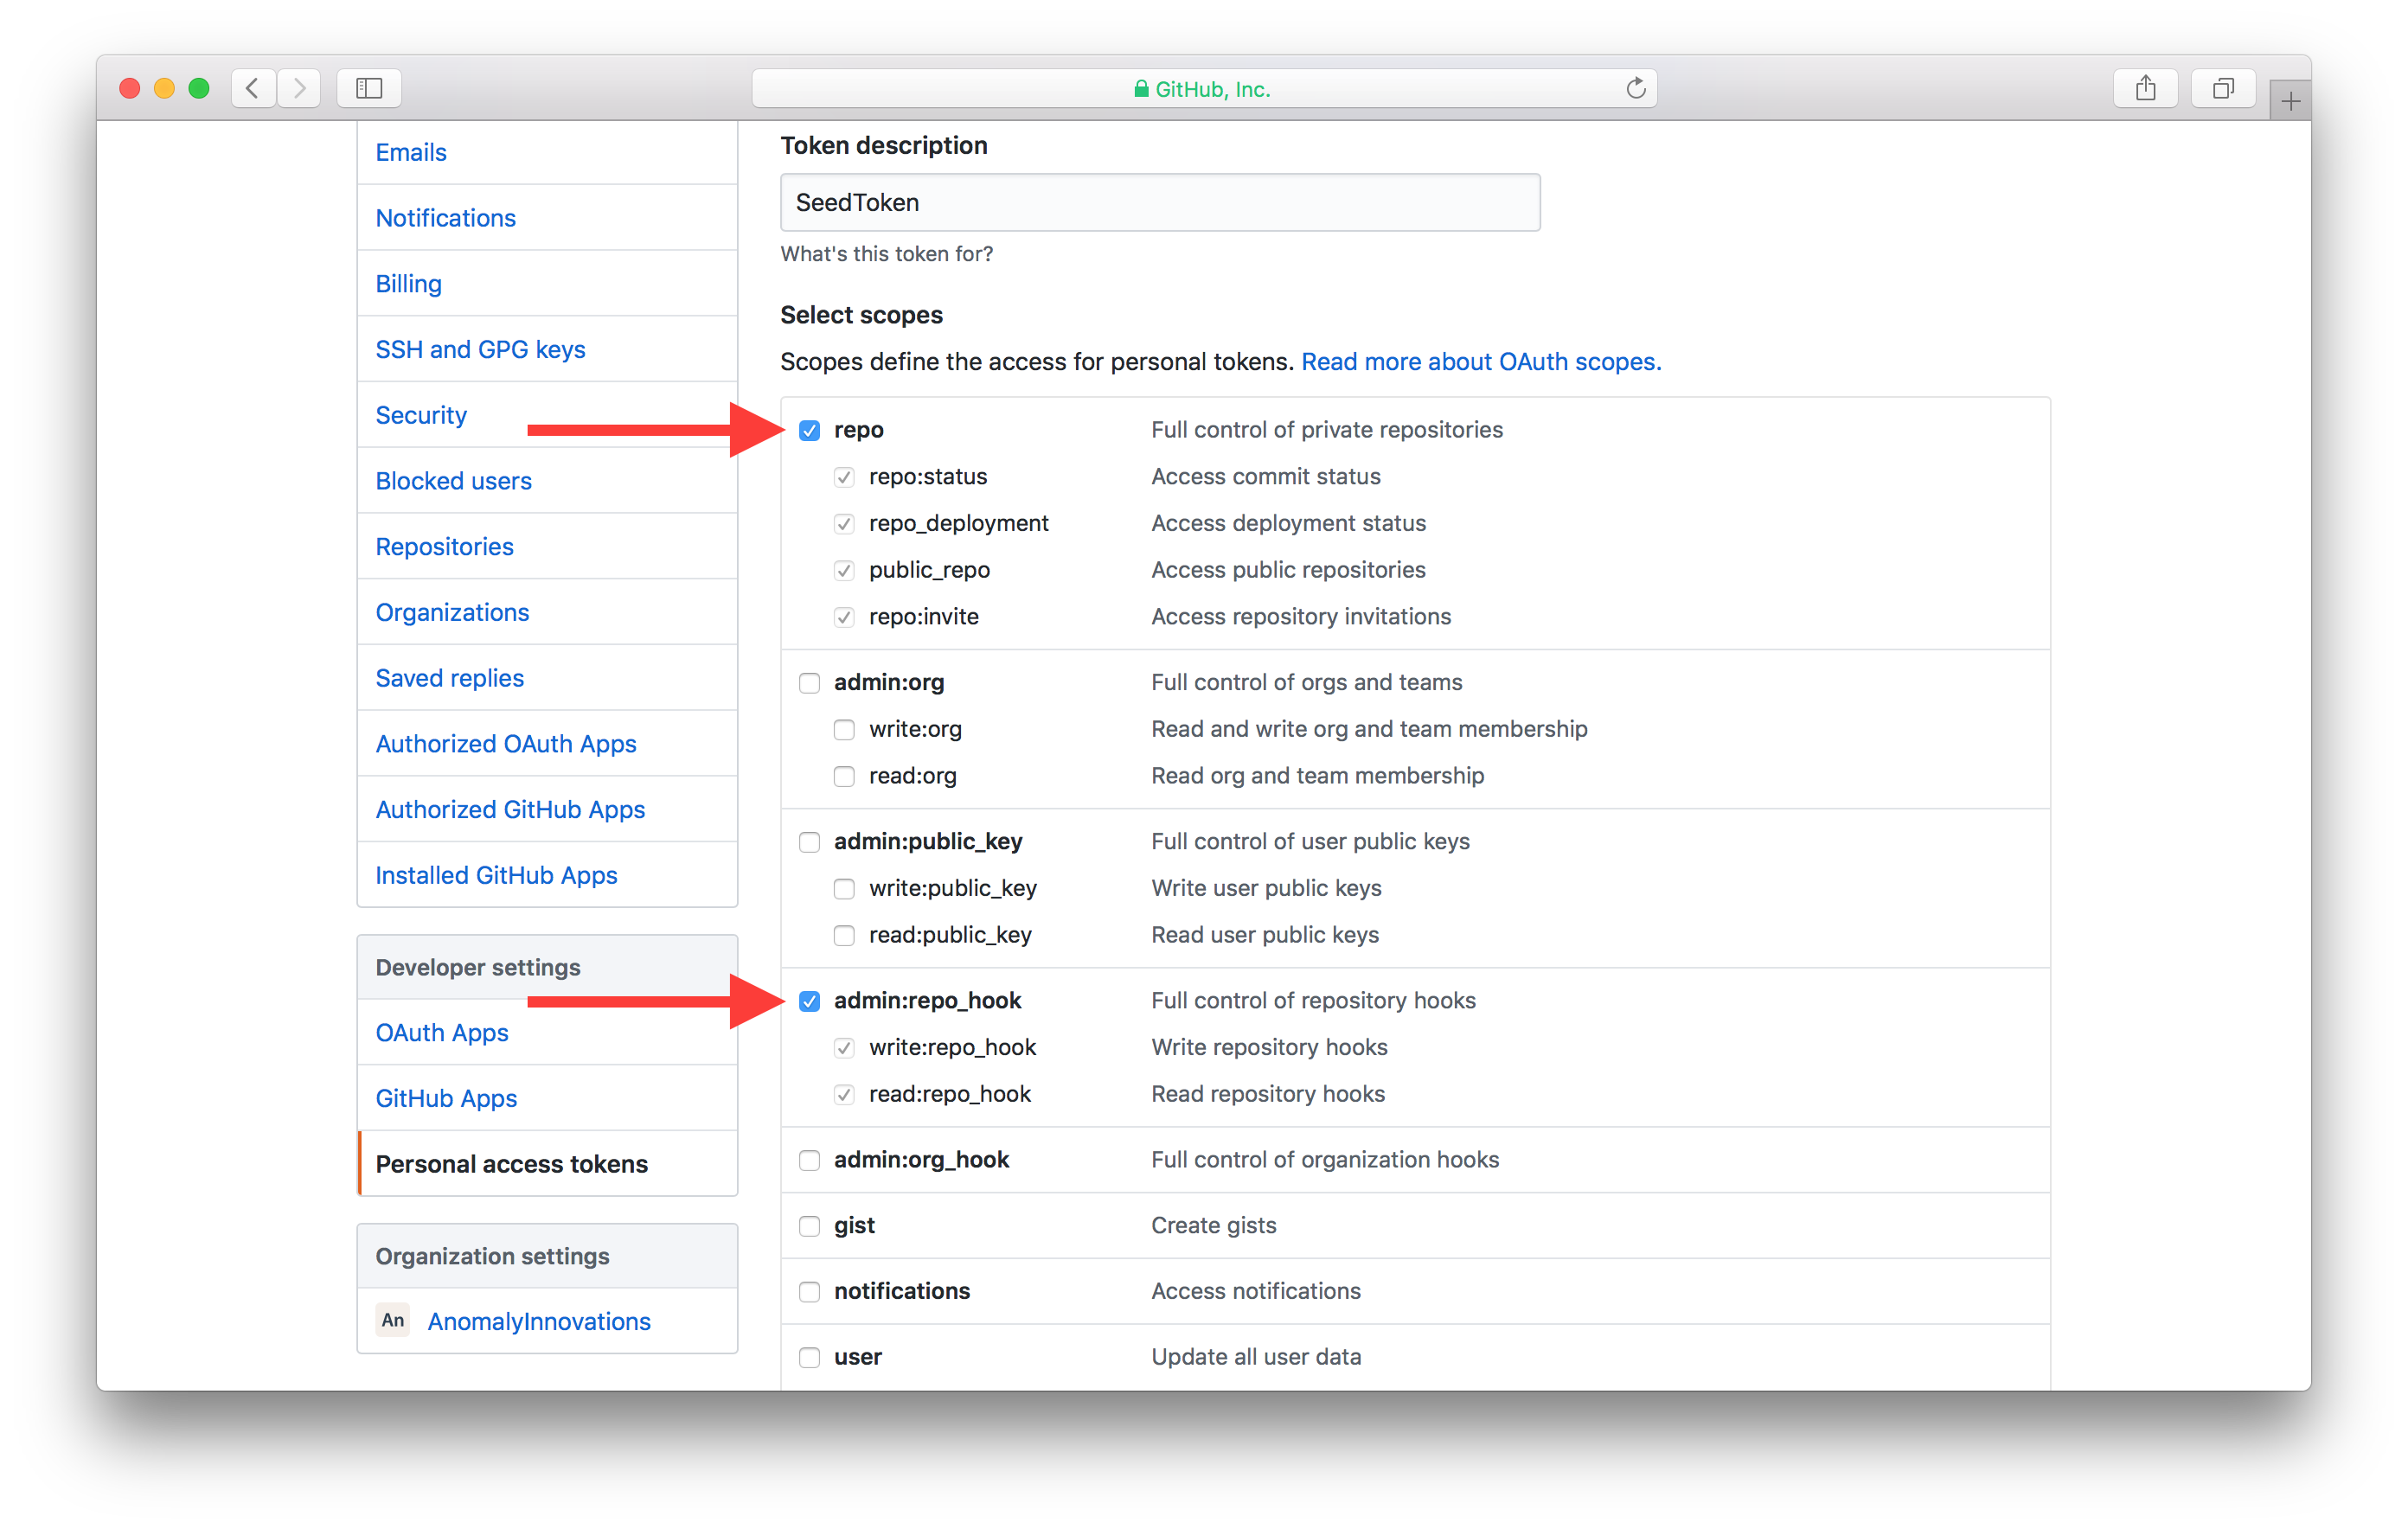 GitHub, Inc.
Emails
Notifications
Billing
SSH and GPG keys
Security
Blocked users
Repositories
Organizations
Saved replies
Authorized OAuth Apps
Authorized GitHub Apps
Installed GitHub Apps
Developer settings
OAuth Apps
GitHub Apps
Personal access tokens
Organization settings
An AnomalyInnovations
Token description
SeedToken
What's this token for?
Select scopes
Scopes define the access for personal tokens. Read more about OAuth scopes.
repo Full control of private repositories
repo:status Access commit status
repo_deployment Access deployment status
public_repo Access public repositories
repo:invite Access repository invitations
admin:org Full control of orgs and teams
write:org Read and write org and team membership
read:org Read org and team membership
admin:public_key Full control of user public keys
write:public_key Write user public keys
read:public_key Read user public keys
admin:repo_hook Full control of repository hooks
write:repo_hook Write repository hooks
read:repo_hook Read repository hooks
admin:org_hook Full control of organization hooks
gist Create gists
notifications Access notifications
user Update all user data